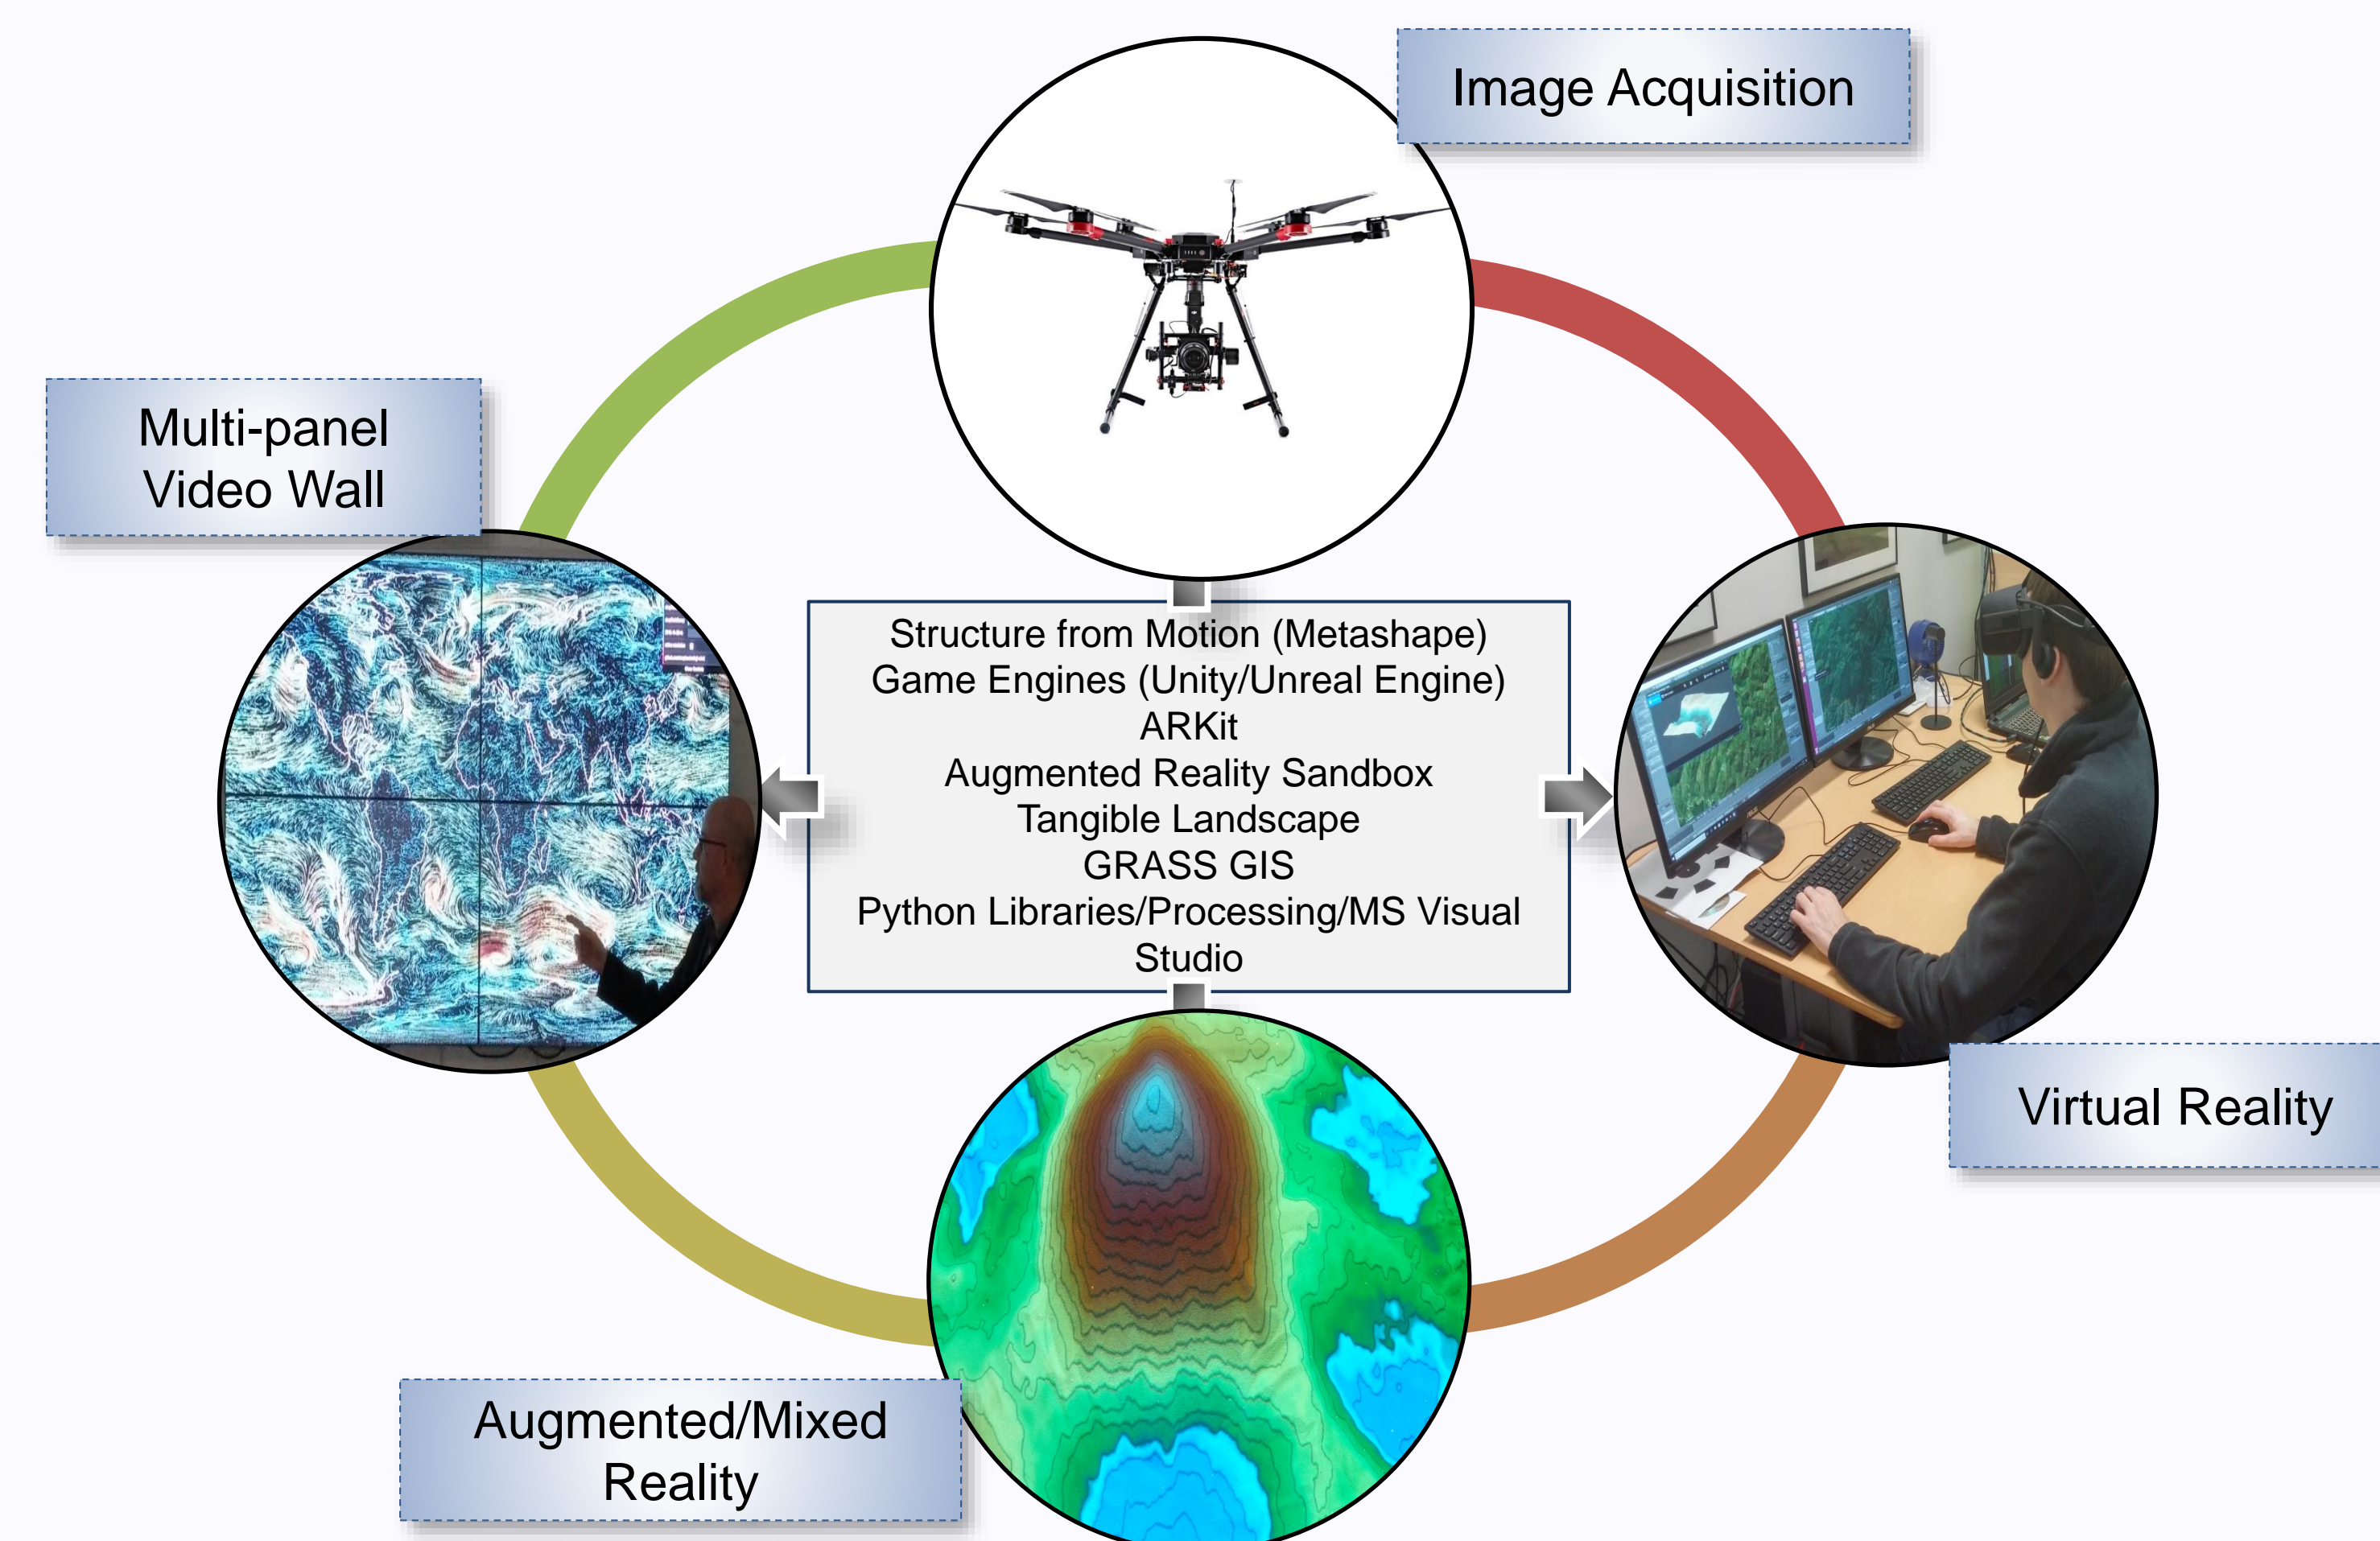 Image Acquisition
Multi-panel
Video Wall
Structure from Motion (Metashape)
Game Engines (Unity/Unreal Engine)
ARKit
Augmented Reality Sandbox
Tangible Landscape
GRASS GIS
Python Libraries/Processing/MS Visual
Studio
Virtual Reality
Augmented/Mixed
Reality